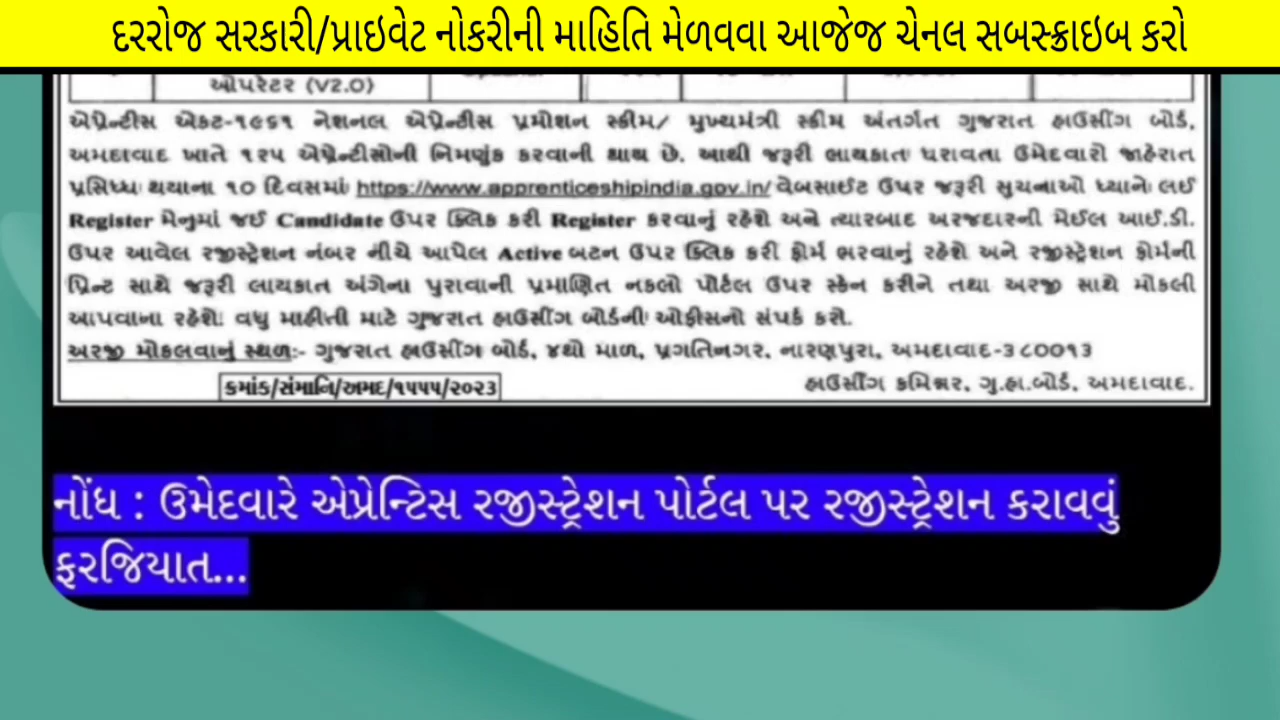 દરરોજ સરકારી/પ્રાઇવેટ નોકરીની માહિતિ મેળવવા આજેજ ચેનલ સબસ્ક્રાઇબ કરો
ઓપરેટર (V2.0)
એપ્રેન્ટીસ એકટ-૧૯૬૧ નેશનલ એપ્રેન્ટીસ પ્રમોશન સ્કીમ/ મુખ્યમંત્રી સ્કીમ અંતર્ગત ગુજરાત હાઉસીંગ બોર્ડ,
અમદાવાદ ખાતે ૧૨૫ એપ્રેન્ટીસોની નિમણુંક કરવાની થાય છે. આથી જરૂરી લાયકાત ધરાવતા ઉમેદવારો જાહેરાત
પ્રસિધ્ધ થયાના ૧૦ દિવસમાં https://www.apprenticeshipindia.gov.in/ વેબસાઈટ ઉપર જરૂરી સુચનાઓ ધ્યાને લઈ
Register મેનુમાં જઈ Candidate ઉપર ક્લિક કરી Register કરવાનું રહેશે અને ત્યારબાદ અરજદારની મેઈલ આઈ.ડી.
ઉપર આવેલ રજીસ્ટ્રેશન નંબર નીચે આપેલ Active બટન ઉપર ક્લિક કરી ફોર્મ ભરવાનું રહેશે અને રજીસ્ટ્રેશન ફોર્મની
પ્રિન્ટ સાથે જરૂરી લાયકાત અંગેના પુરાવાની પ્રમાણિત નકલો પોર્ટલ ઉપર સ્કેન કરીને તથા અરજી સાથે મોકલી
આપવાના રહેશે. વધુ માહીતી માટે ગુજરાત હાઉસીંગ બોર્ડની ઓફીસનો સંપર્ક કરો.
અરજી મોકલવાનું સ્થળ:- ગુજરાત હાઉસીંગ બોર્ડ, ૪થો માળ, પ્રગતિનગર, નારણપુરા, અમદાવાદ-૩૮૦૦૧૩
ક્રમાંક/સંમાનિ/અમદ/૧૫૫૫/૨૦૨૩ હાઉસીંગ કમિશ્નર, ગુ.હા.બોર્ડ, અમદાવાદ.
નોંધ : ઉમેદવારે એપ્રેન્ટિસ રજીસ્ટ્રેશન પોર્ટલ પર રજીસ્ટ્રેશન કરાવવું
ફરજિયાત...